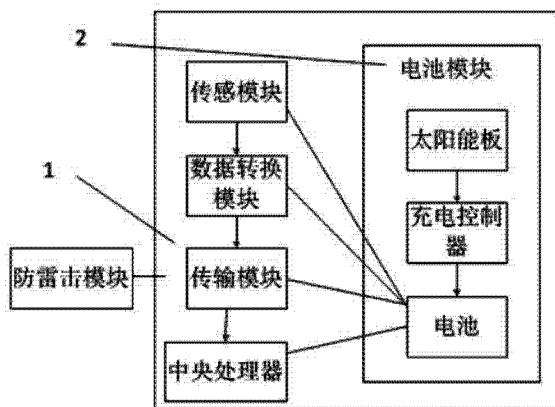 2
电池模块
传感模块
太阳能板
1
数据转换
模块
充电控制
器
防雷击模块
传输模块
电池
中央处理器